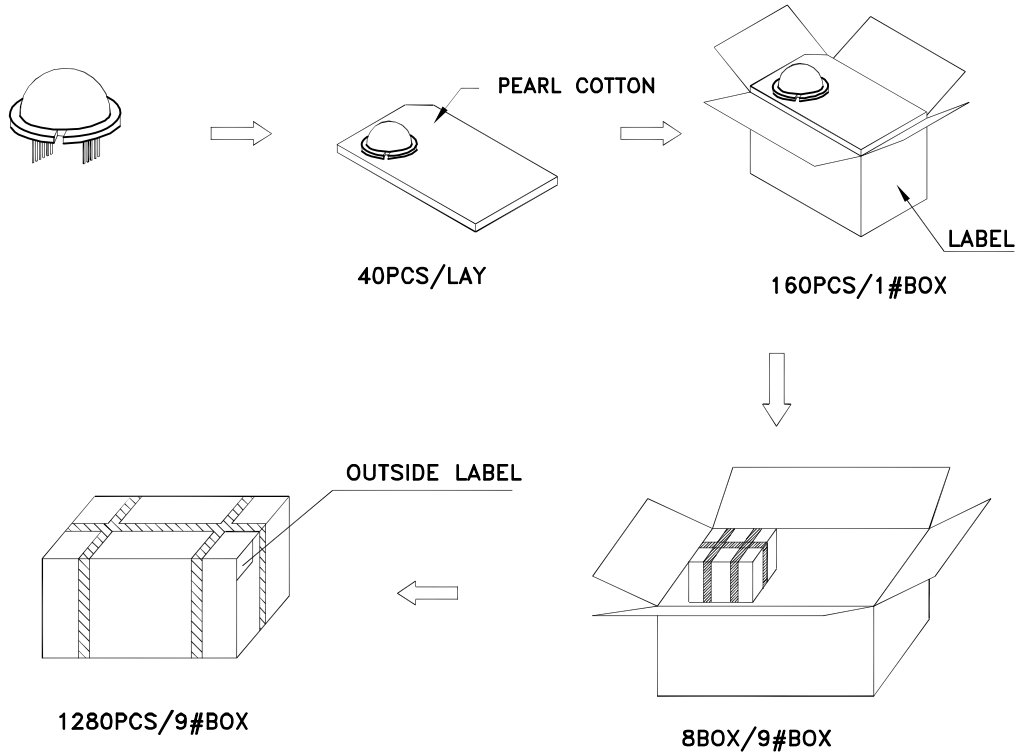 PEARL COTTON
40PCS/LAY
LABEL
160PCS/1#BOX
OUTSIDE LABEL
1280PCS/9#BOX
8BOX/9#BOX